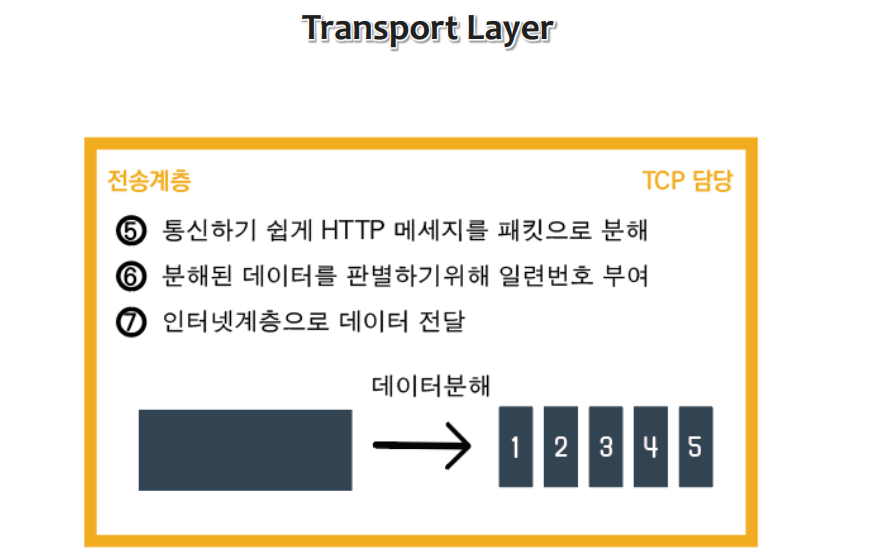 Transport Layer
전송계층 TCP 담당
⑤ 통신하기 쉽게 HTTP 메세지를 패킷으로 분해
⑥ 분해된 데이터를 판별하기위해 일련번호 부여
⑦ 인터넷계층으로 데이터 전달
데이터분해
1 2 3 4 5